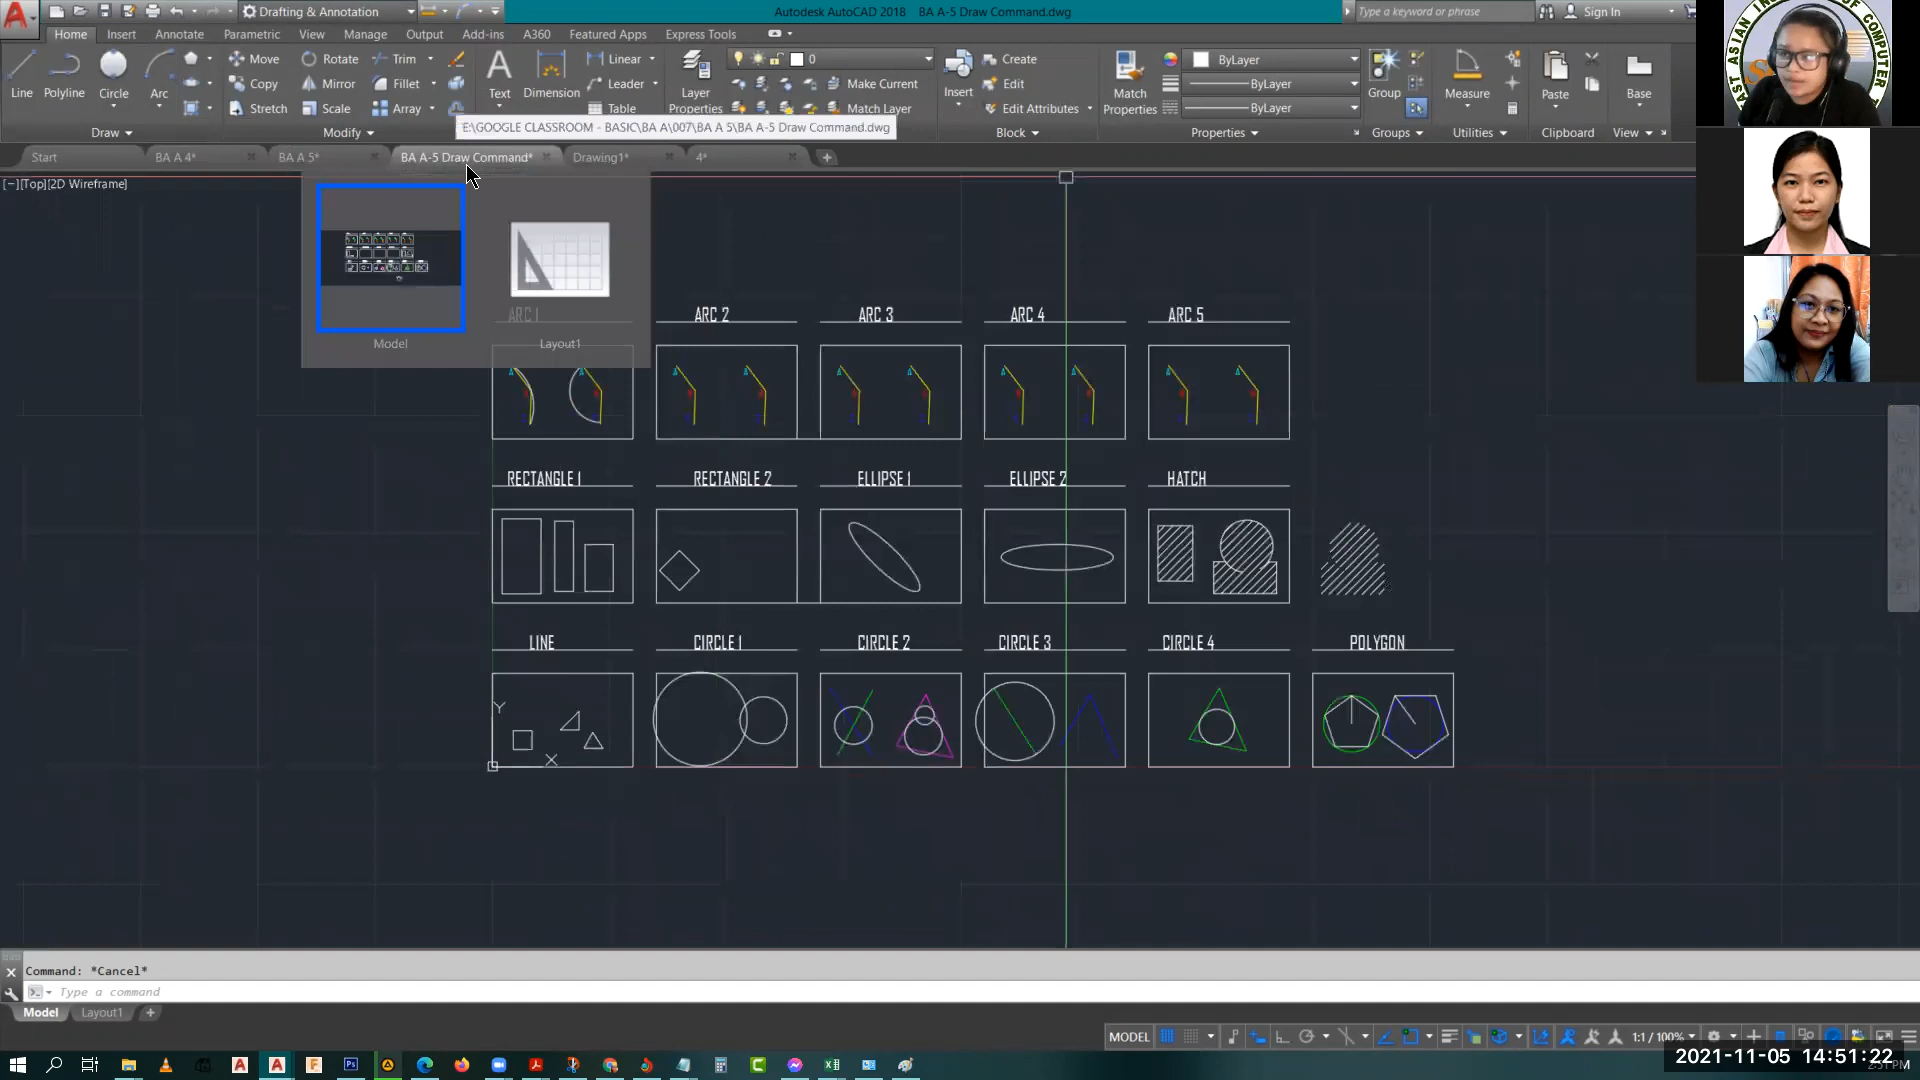 Drafting & Annotation
Autodesk AutoCAD 2018 BA A-5 Draw Command.dwg
Type a keyword or phrase
Sign In
Home Insert Annotate Parametric View Manage Output Add-ins A360 Featured Apps Express Tools
Line Polyline Circle Arc
Move Rotate Trim
Copy Mirror Fillet
Stretch Scale Array
Text Dimension
Linear
Leader
Table
Layer Properties
0
Make Current
Match Layer
Insert
Create
Edit
Edit Attributes
Match Properties
ByLayer
ByLayer
ByLayer
Group
Measure
Paste
Base
Draw Modify Block Properties Groups Utilities Clipboard View
E:\GOOGLE CLASSROOM - BASIC\BA A\007\BA A 5\BA A-5 Draw Command.dwg
Start BA A 4* BA A 5* BA A-5 Draw Command* Drawing1* 4*
[−][Top][2D Wireframe]
Model Layout1
ARC 1 ARC 2 ARC 3 ARC 4 ARC 5
RECTANGLE 1 RECTANGLE 2 ELLIPSE 1 ELLIPSE 2 HATCH
LINE CIRCLE 1 CIRCLE 2 CIRCLE 3 CIRCLE 4 POLYGON
Y
X
Command: *Cancel*
Type a command
Model Layout1
MODEL
1:1 / 100%
2021-11-05 14:51:22